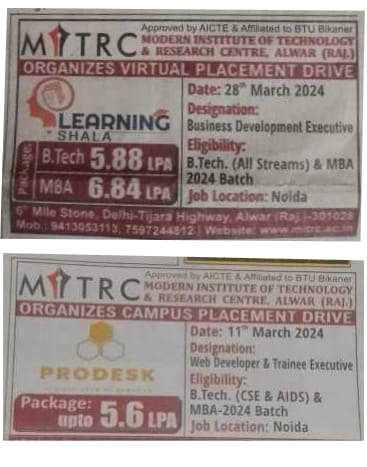 MITRC
Approved by AICTE & Affiliated to BTU Bikaner
MODERN INSTITUTE OF TECHNOLOGY
& RESEARCH CENTRE, ALWAR (RAJ.)
ORGANIZES VIRTUAL PLACEMENT DRIVE
LEARNING
SHALA
Package:
B.Tech 5.88 LPA
MBA 6.84 LPA
Date: 28th March 2024
Designation:
Business Development Executive
Eligibility:
B.Tech. (All Streams) & MBA
2024 Batch
Job Location: Noida
6th Mile Stone, Delhi-Tijara Highway, Alwar (Raj.)-301028
Mob.: 9413053113, 7597244812 | Website: www.mitrc.ac.in
MITRC
Approved by AICTE & Affiliated to BTU Bikaner
MODERN INSTITUTE OF TECHNOLOGY
& RESEARCH CENTRE, ALWAR (RAJ.)
ORGANIZES CAMPUS PLACEMENT DRIVE
PRODESK
Package:
upto 5.6 LPA
Date: 11th March 2024
Designation:
Web Developer & Trainee Executive
Eligibility:
B.Tech. (CSE & AIDS) &
MBA-2024 Batch
Job Location: Noida